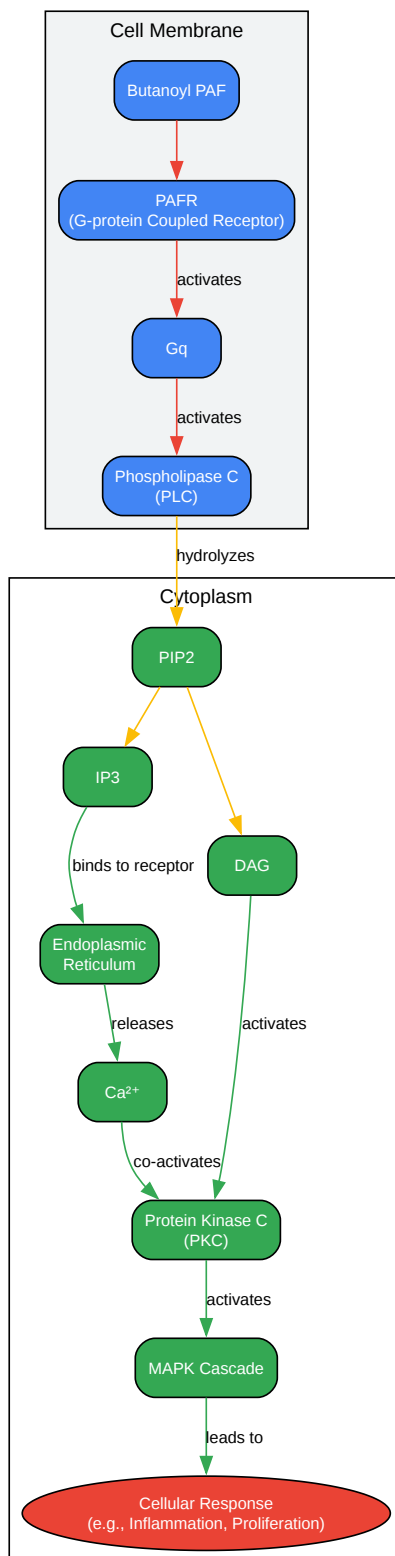 Cell Membrane
Butanoyl PAF
PAFR
(G-protein Coupled Receptor)
activates
Gq
activates
Phospholipase C
(PLC)
hydrolyzes
Cytoplasm
PIP2
IP3
binds to receptor
DAG
Endoplasmic
Reticulum
releases
activates
Ca²⁺
co-activates
Protein Kinase C
(PKC)
activates
MAPK Cascade
leads to
Cellular Response
(e.g., Inflammation, Proliferation)